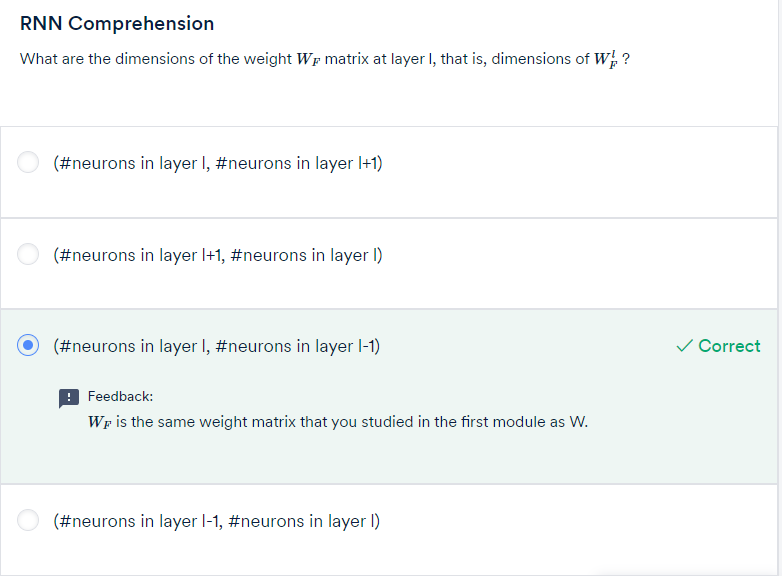 RNN Comprehension
What are the dimensions of the weight W_F matrix at layer l, that is, dimensions of W_F^l ?
(#neurons in layer l, #neurons in layer l+1)
(#neurons in layer l+1, #neurons in layer l)
(#neurons in layer l, #neurons in layer l-1)
✓ Correct
Feedback:
W_F is the same weight matrix that you studied in the first module as W.
(#neurons in layer l-1, #neurons in layer l)